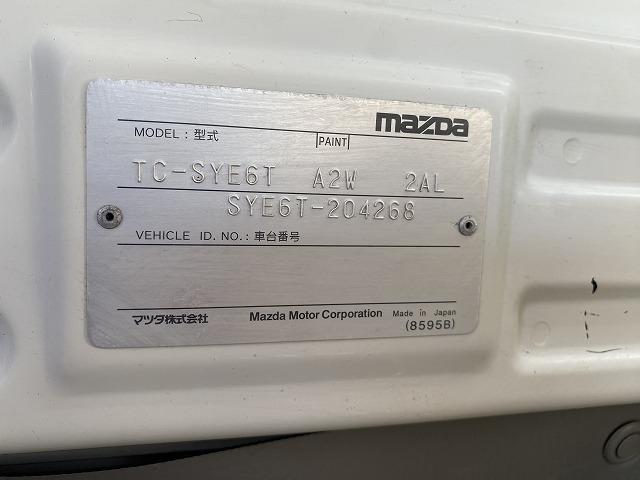 mazda
MODEL : 型式 PAINT
TC-SYE6T A2W 2AL
SYE6T-204268
VEHICLE ID. NO. : 車台番号
マツダ株式会社 Mazda Motor Corporation Made in Japan
(8595B)